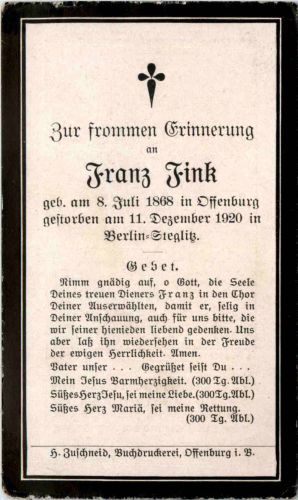 Zur frommen Erinnerung
an
Franz Fink
geb. am 8. Juli 1868 in Offenburg
gestorben am 11. Dezember 1920 in
Berlin-Steglitz.
Gebet.
Nimm gnädig auf, o Gott, die Seele
Deines treuen Dieners Franz in den Chor
Deiner Auserwählten, damit er, selig in
Deiner Anschauung, auch für uns bitte, die
wir seiner hienieden liebend gedenken. Uns
aber laß ihn wiedersehen in der Freude
der ewigen Herrlichkeit. Amen.
Vater unser ... Gegrüßet seist Du ...
Mein Jesus Barmherzigkeit. (300 Tg. Abl.)
Süßes Herz Jesu, sei meine Liebe. (300 Tg. Abl.)
Süßes Herz Mariä, sei meine Rettung.
(300 Tg. Abl.)
H. Zuschneid, Buchdruckerei, Offenburg i. B.